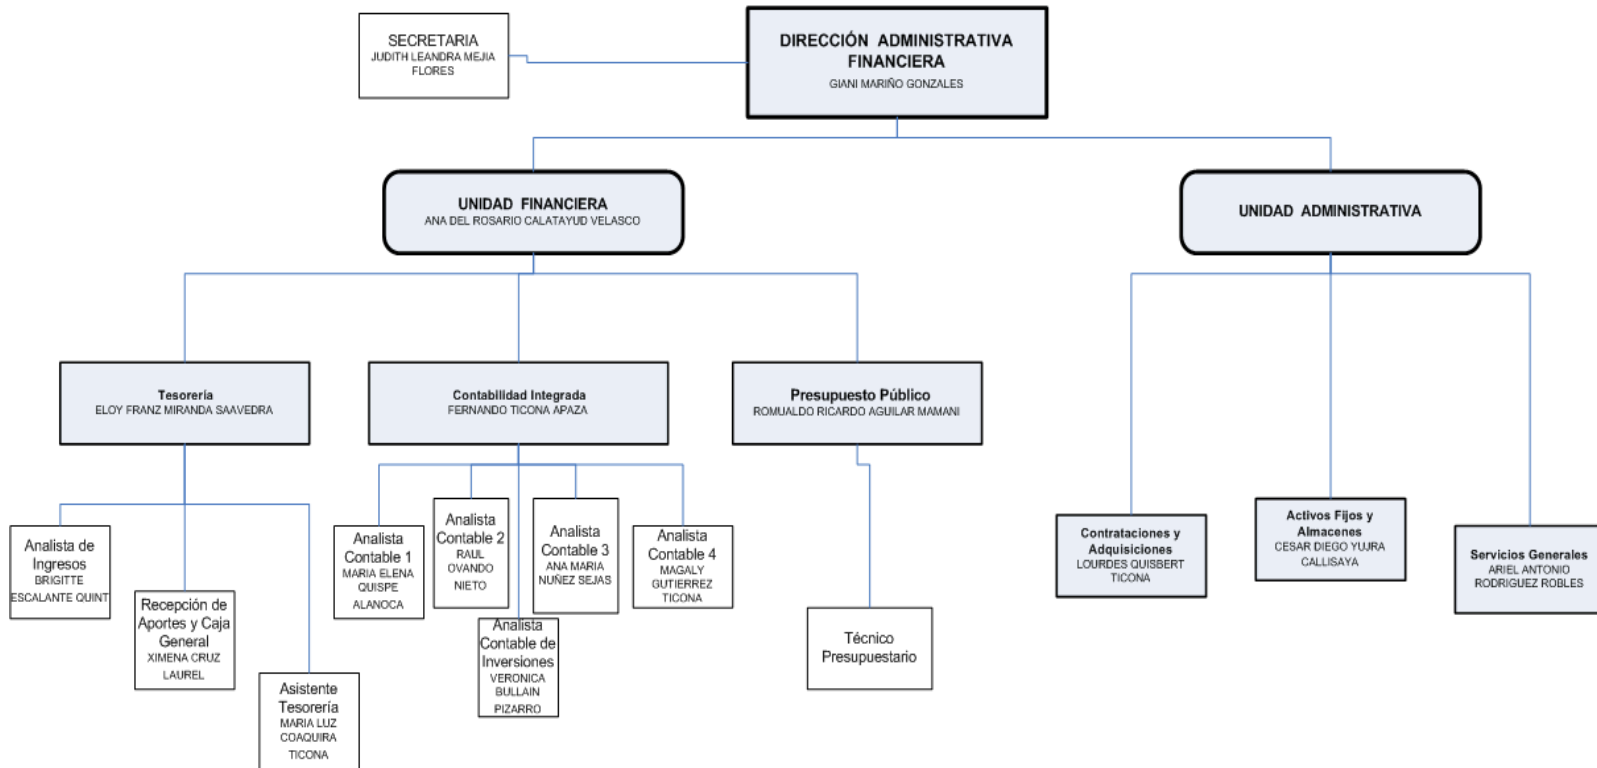 SECRETARIA
JUDITH LEANDRA MEJIA
FLORES
DIRECCIÓN ADMINISTRATIVA
FINANCIERA
GIANI MARIÑO GONZALES
UNIDAD FINANCIERA
ANA DEL ROSARIO CALATAYUD VELASCO
UNIDAD ADMINISTRATIVA
Tesorería
ELOY FRANZ MIRANDA SAAVEDRA
Contabilidad Integrada
FERNANDO TICONA APAZA
Presupuesto Público
ROMUALDO RICARDO AGUILAR MAMANI
Analista de
Ingresos
BRIGITTE
ESCALANTE QUINT
Recepción de
Aportes y Caja
General
XIMENA CRUZ
LAUREL
Asistente
Tesorería
MARIA LUZ
COAQUIRA
TICONA
Analista
Contable 1
MARIA ELENA
QUISPE
ALANOCA
Analista
Contable 2
RAUL
OVANDO
NIETO
Analista
Contable de
Inversiones
VERONICA
BULLAIN
PIZARRO
Analista
Contable 3
ANA MARIA
NUÑEZ SEJAS
Analista
Contable 4
MAGALY
GUTIERREZ
TICONA
Técnico
Presupuestario
Contrataciones y
Adquisiciones
LOURDES QUISBERT
TICONA
Activos Fijos y
Almacenes
CESAR DIEGO YUJRA
CALLISAYA
Servicios Generales
ARIEL ANTONIO
RODRIGUEZ ROBLES